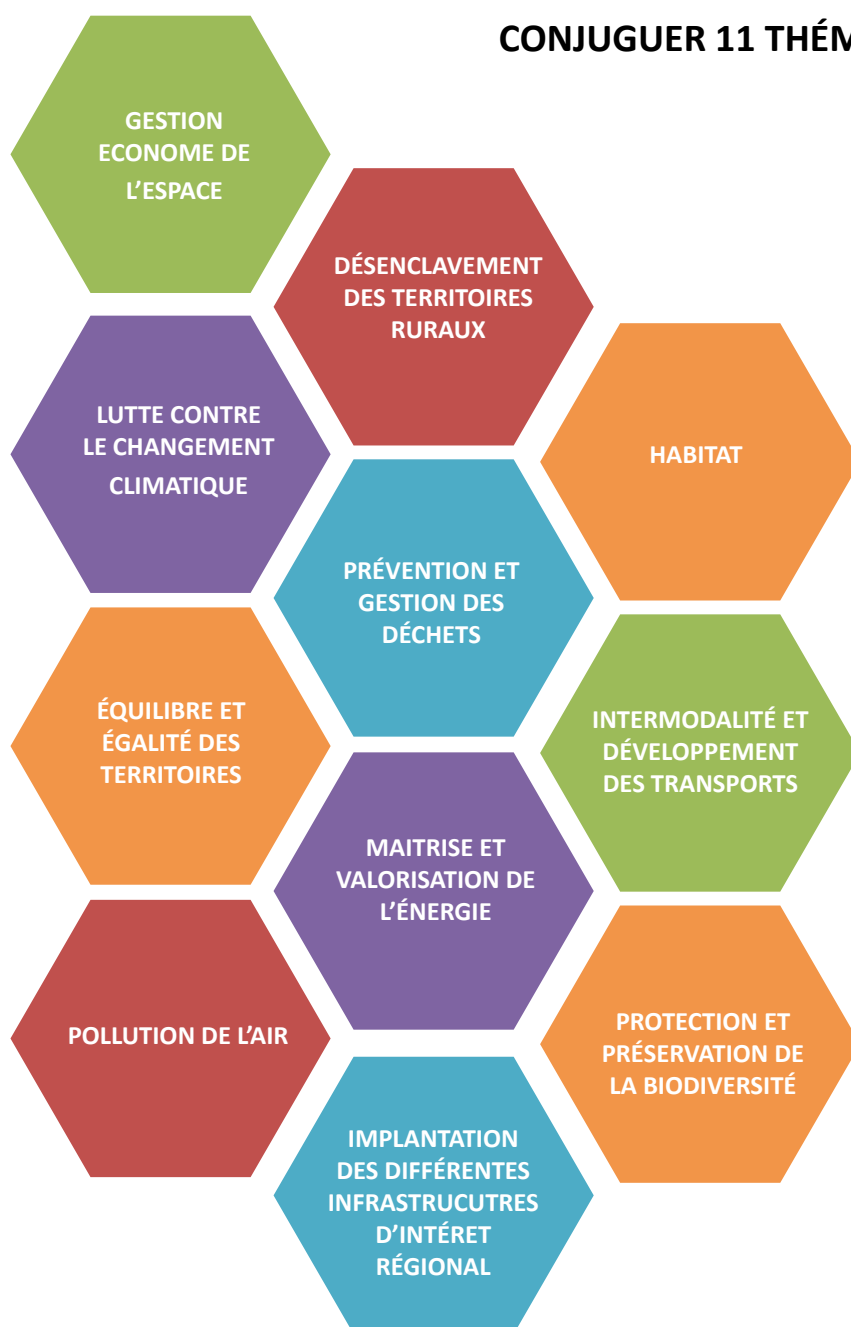 CONJUGUER 11 THÉM
GESTION
ECONOME DE
L'ESPACE
DÉSENCLAVEMENT
DES TERRITOIRES
RURAUX
LUTTE CONTRE
LE CHANGEMENT
CLIMATIQUE
HABITAT
PRÉVENTION ET
GESTION DES
DÉCHETS
ÉQUILIBRE ET
ÉGALITÉ DES
TERRITOIRES
INTERMODALITÉ ET
DÉVELOPPEMENT
DES TRANSPORTS
MAITRISE ET
VALORISATION DE
L'ÉNERGIE
POLLUTION DE L'AIR
PROTECTION ET
PRÉSERVATION DE
LA BIODIVERSITÉ
IMPLANTATION
DES DIFFÉRENTES
INFRASTRUCUTRES
D'INTÉRET
RÉGIONAL